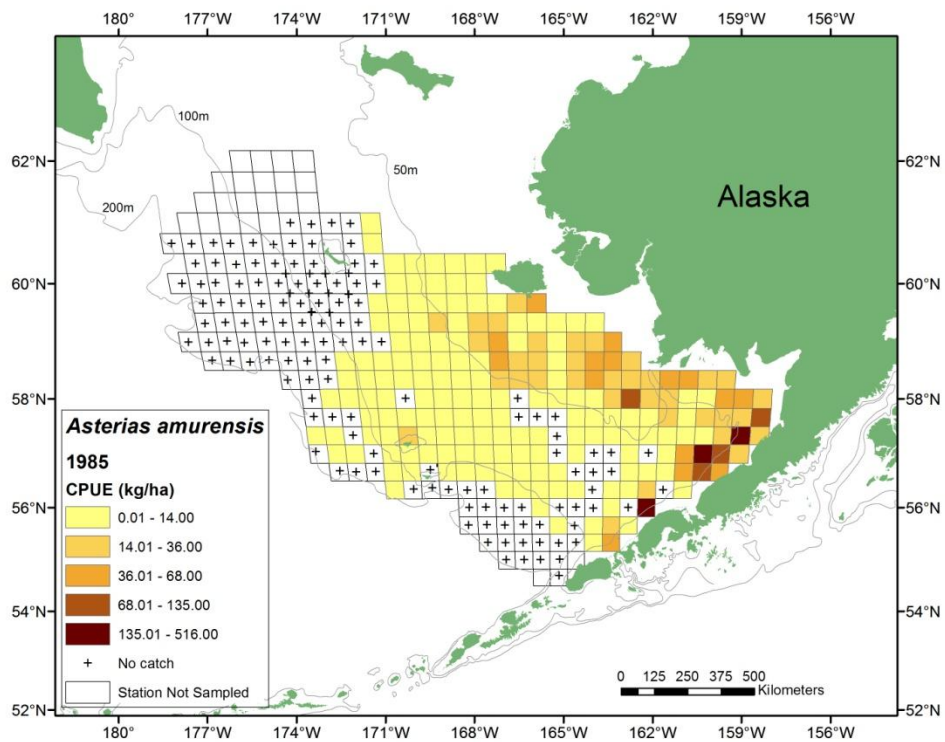 180° 177°W 174°W 171°W 168°W 165°W 162°W 159°W 156°W
100m
62°N 50m 62°N
200m Alaska
60°N 60°N
58°N 58°N
Asterias amurensis
1985
CPUE (kg/ha)
56°N 56°N
0.01 - 14.00
14.01 - 36.00
36.01 - 68.00
54°N 54°N
68.01 - 135.00
135.01 - 516.00
No catch
0 125 250 375 500
Kilometers
Station Not Sampled
52°N 52°N
180° 177°W 174°W 171°W 168°W 165°W 162°W 159°W 156°W